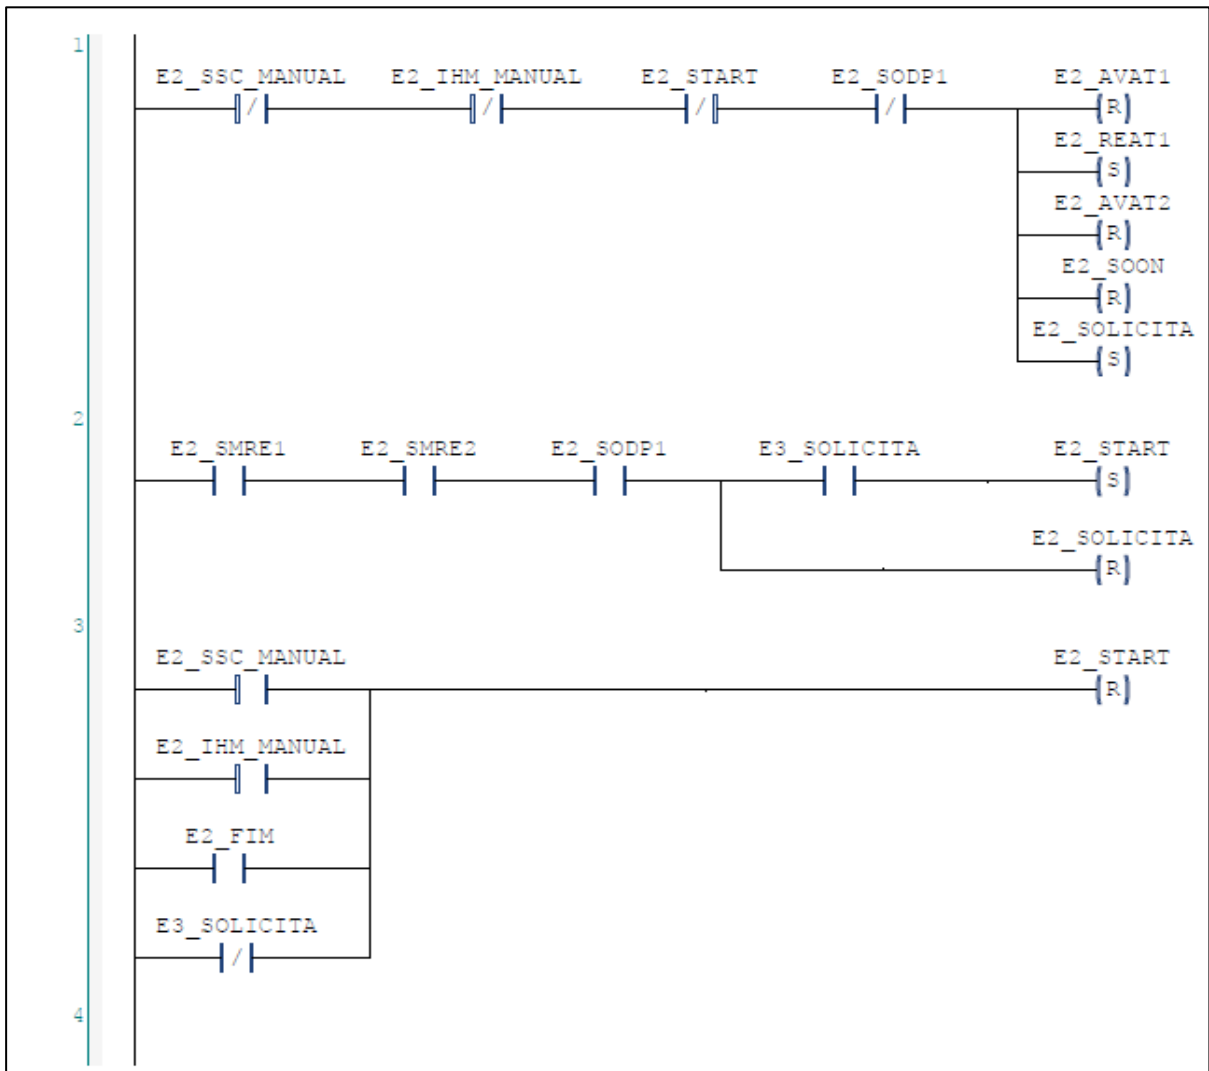 1
E2_SSC_MANUAL E2_IHM_MANUAL E2_START E2_SODP1 E2_AVAT1
/ / / / R
E2_REAT1
S
E2_AVAT2
R
E2_SOON
R
E2_SOLICITA
S
2
E2_SMRE1 E2_SMRE2 E2_SODP1 E3_SOLICITA E2_START
S
E2_SOLICITA
R
3
E2_SSC_MANUAL E2_START
R
E2_IHM_MANUAL
E2_FIM
E3_SOLICITA
/
4